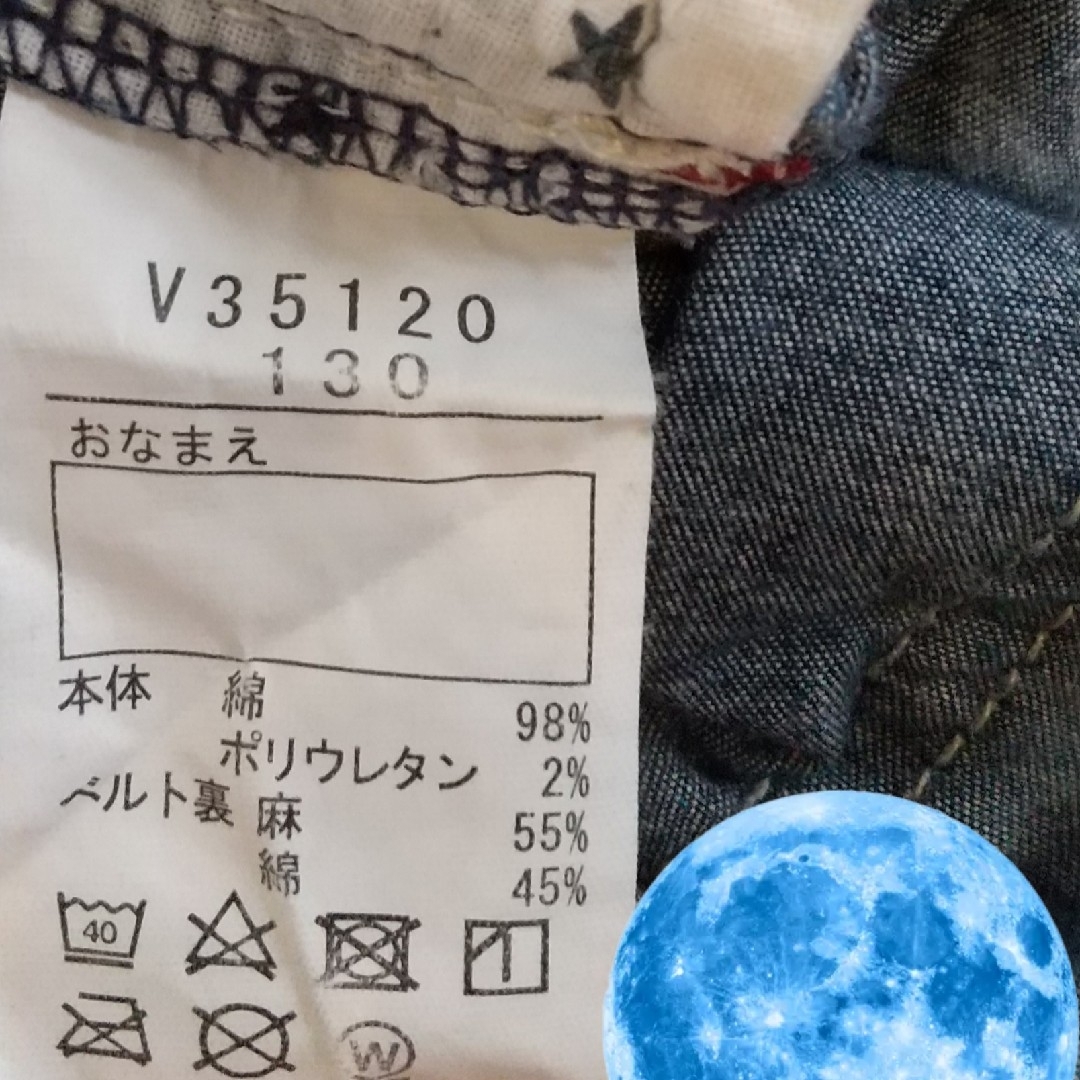 V35120
130
おなまえ
本体 綿 98%
ポリウレタン 2%
ベルト裏 麻 55%
綿 45%
40
W